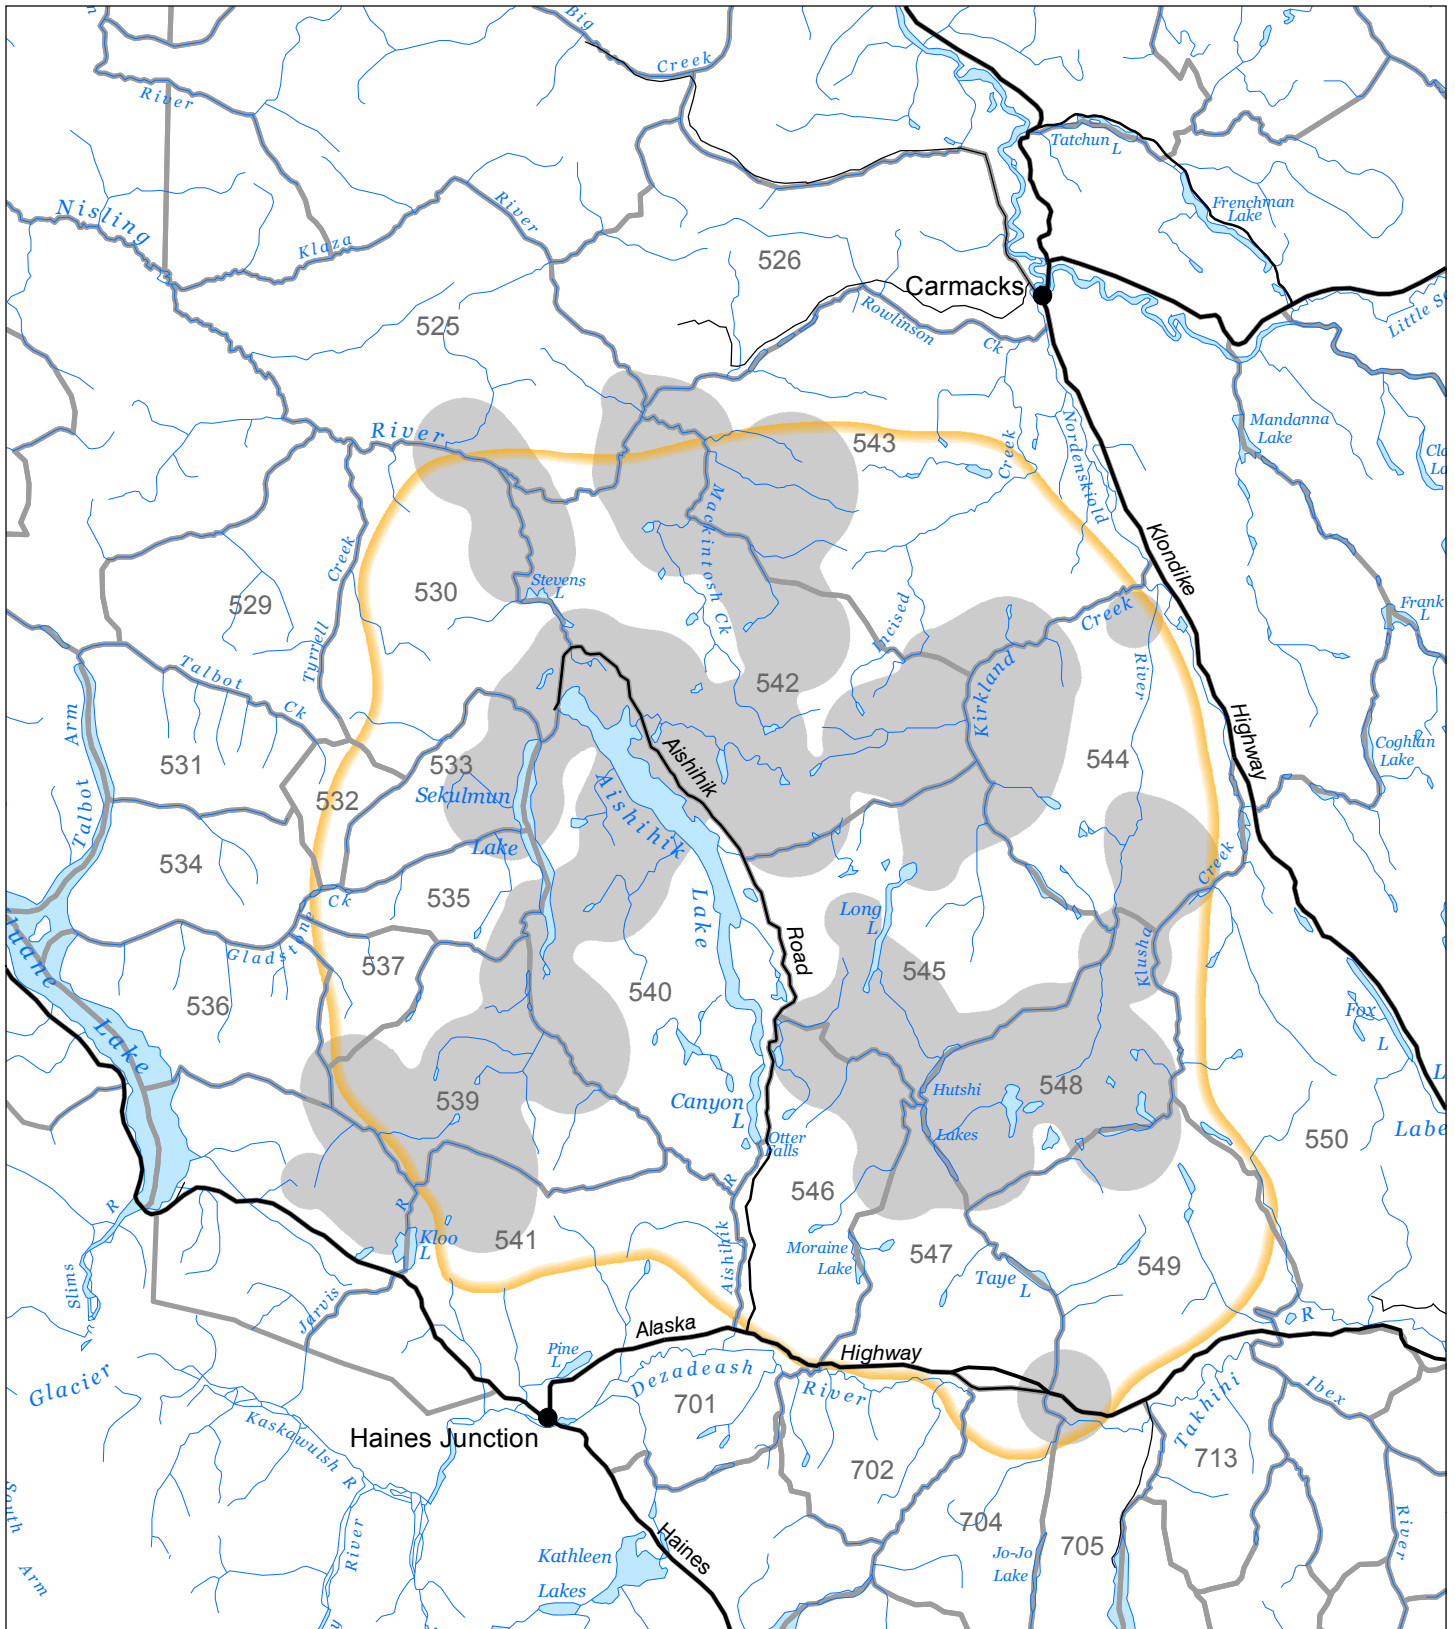 Big
Creek
River
Tatchun
L
Nisling
River
Frenchman
Lake
Klaza
526
Carmacks
525
Rowlinson
Ck
Mandanna
Lake
River
543
Creek
Nordenskiold
Mackintosh Ck
Klondike
Creek
Stevens
L
529
530
Incised
Creek
Frank
L
Tyrrell
Talbot
Ck
542
Kirkland
River
Highway
Arm
Talbot
531
533
Aishihik
544
Coghlan
Lake
532
Sekulmun
Aishihik
Lake
534
Lake
Creek
535
Ck
Long
L
Lake
Road
Klusha
Gladstone
537
545
540
536
Fox
L
Lake
539
Canyon
L
Hutshi
Lakes
548
Otter
Falls
550
R
R
546
R
Kloo
L
541
Aishihik
Moraine
Lake
547
Taye
L
549
Slims
Jarvis
R
Alaska
Highway
Pine
L
Dezadeash
River
Glacier
701
Ibex
Takhini
Kaskawulsh R
Haines Junction
702
713
South
Arm
River
704
705
Jo-Jo
Lake
River
Kathleen
Lakes
Haines